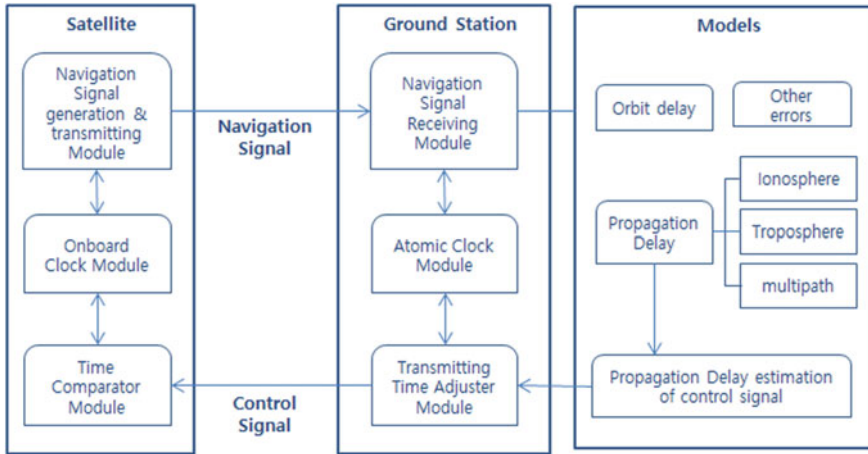 Satellite
Navigation
Signal
generation &
transmitting
Module
Onboard
Clock Module
Time
Comparator
Module
Navigation
Signal
Control
Signal
Ground Station
Navigation
Signal
Receiving
Module
Atomic Clock
Module
Transmitting
Time Adjuster
Module
Models
Orbit delay
Other
errors
Propagation
Delay
Ionosphere
Troposphere
multipath
Propagation Delay estimation
of control signal